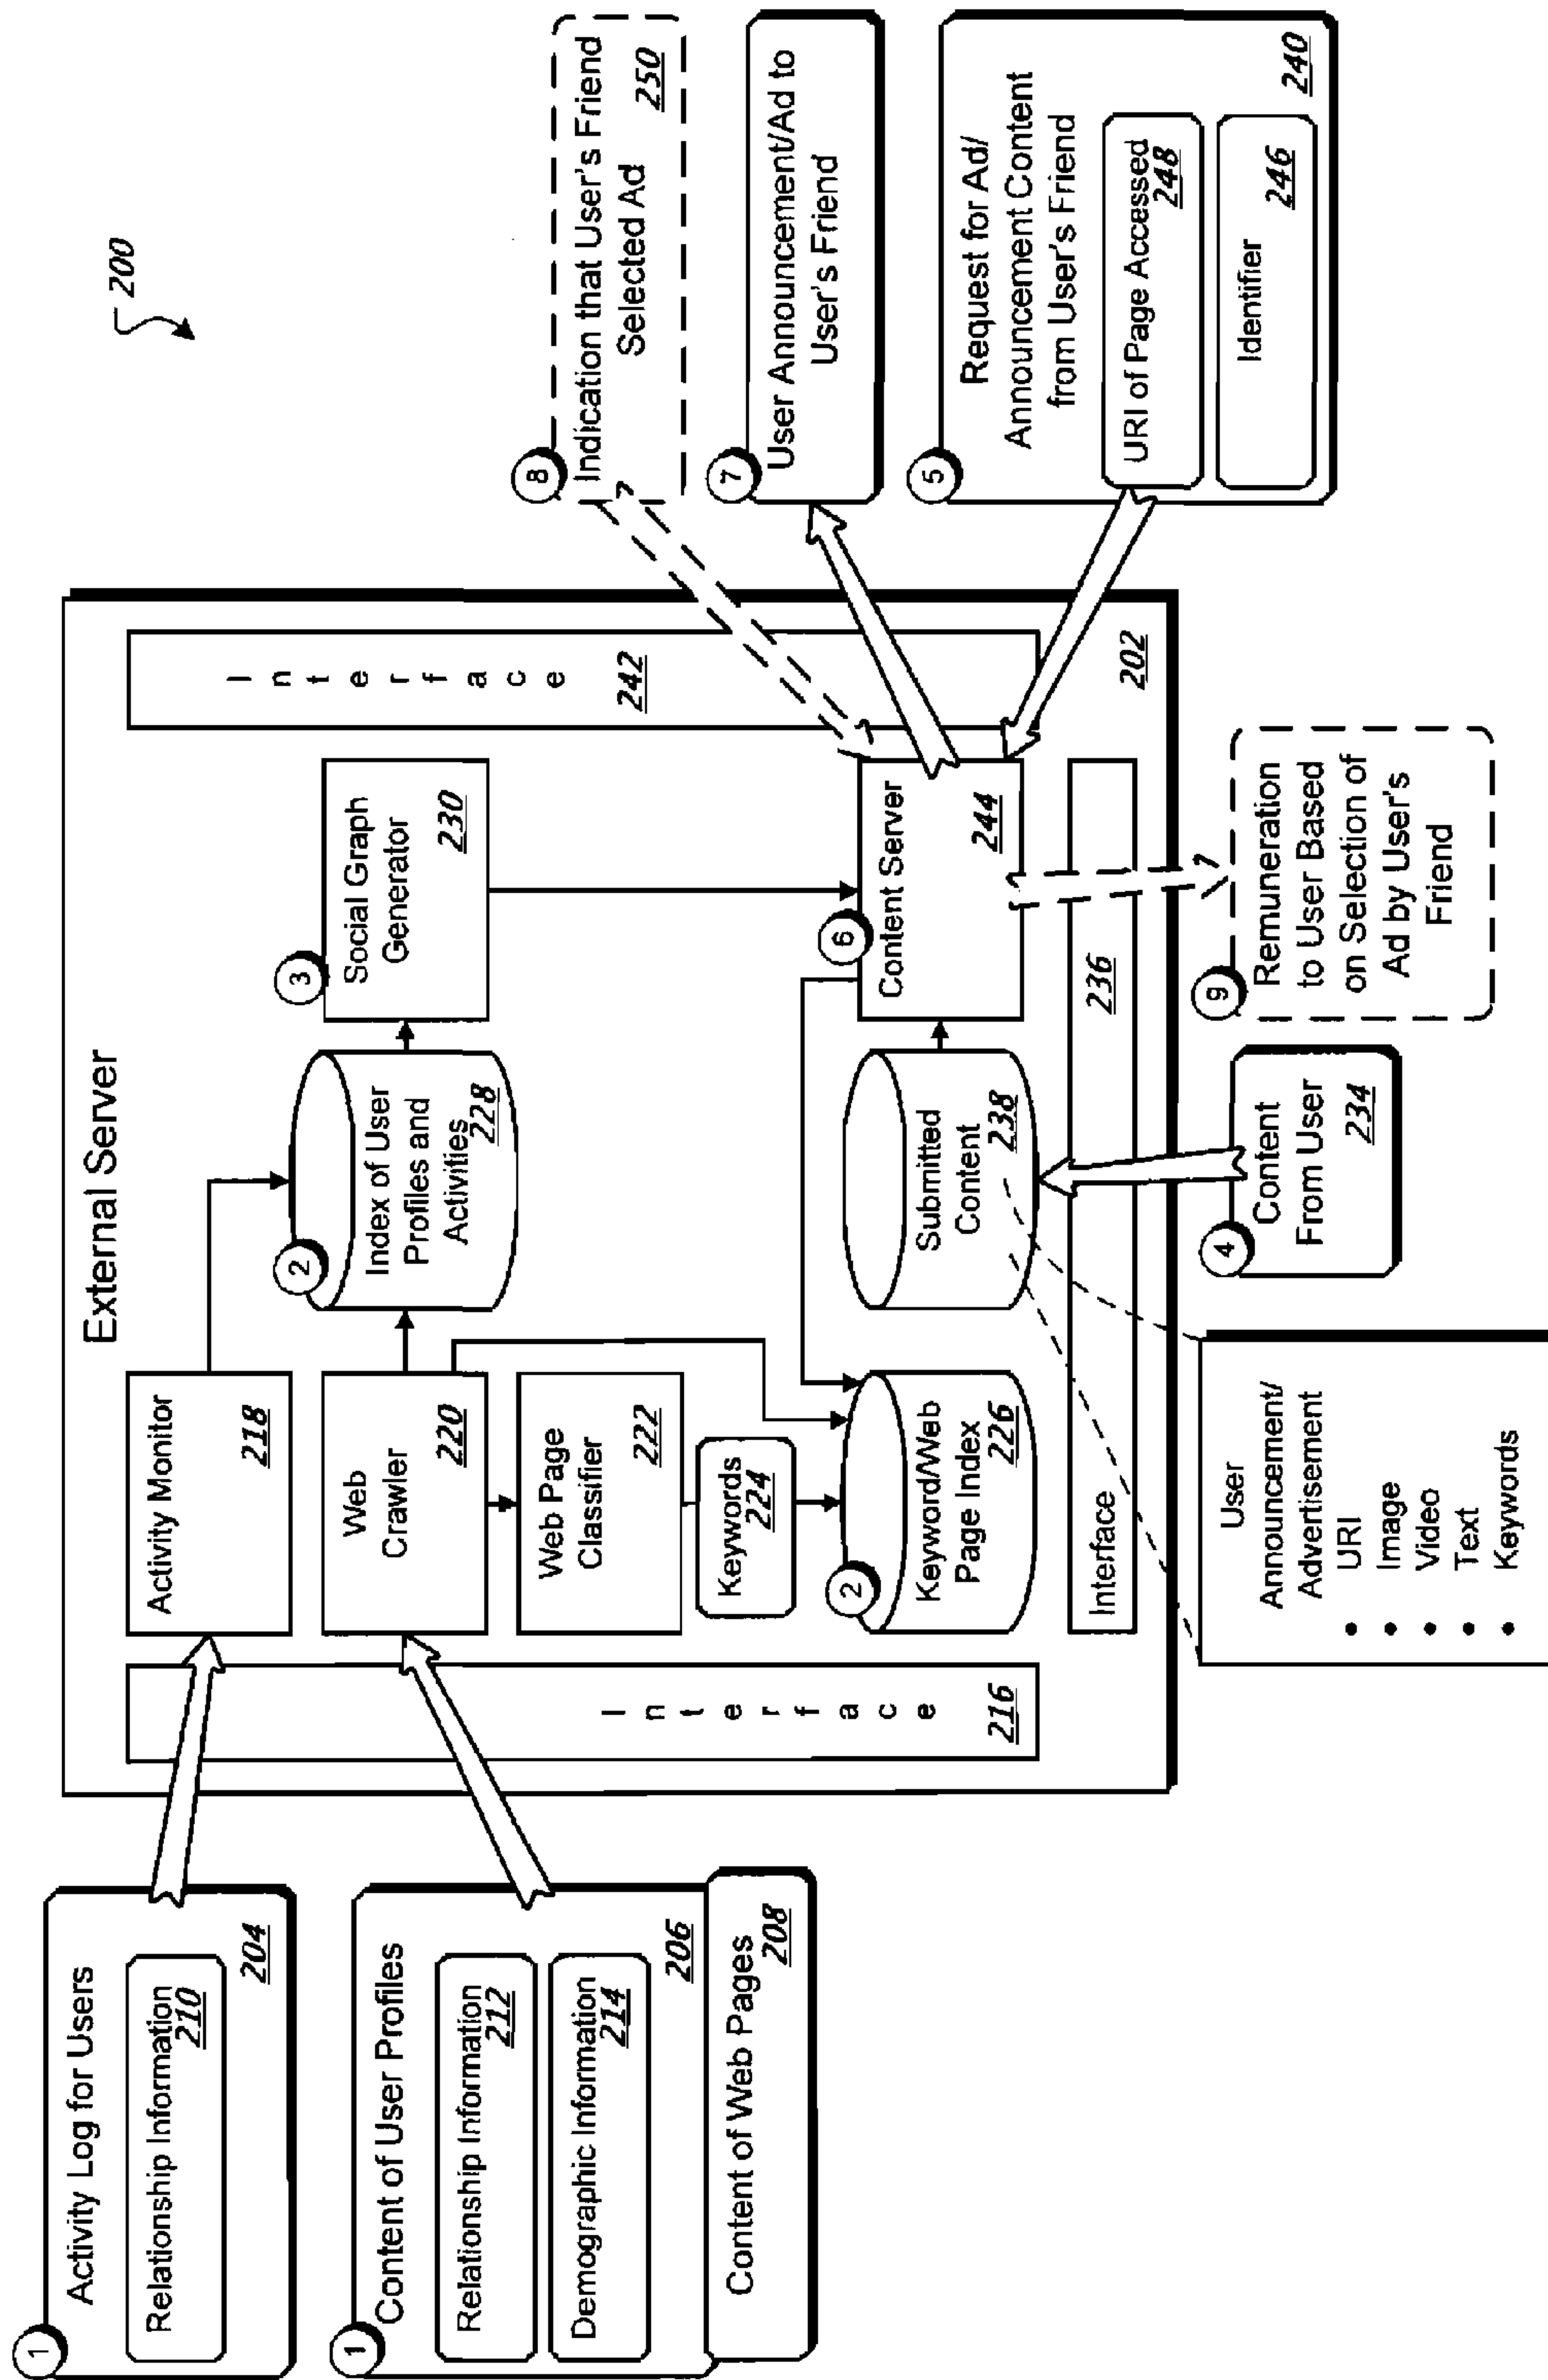 200
External Server
1
Activity Log for Users
Relationship Information
210
204
1
Content of User Profiles
Relationship Information
212
Demographic Information
214
206
Content of Web Pages
208
Interface
216
Activity Monitor
218
Web
Crawler
220
Web Page
Classifier
222
Keywords
224
2
Keyword/Web
Page Index
226
2
Index of User
Profiles and
Activities
228
3
Social Graph
Generator
230
Submitted
Content
238
6
Content Server
244
Interface
242
Interface
236
202
8
Indication that User's Friend
Selected Ad
250
7
User Announcement/Ad to
User's Friend
5
Request for Ad/
Announcement Content
from User's Friend
URI of Page Accessed
248
Identifier
246
240
User
Announcement/
Advertisement
• URI
• Image
• Video
• Text
• Keywords
4
Content
From User
234
9
Remuneration
to User Based
on Selection of
Ad by User's
Friend